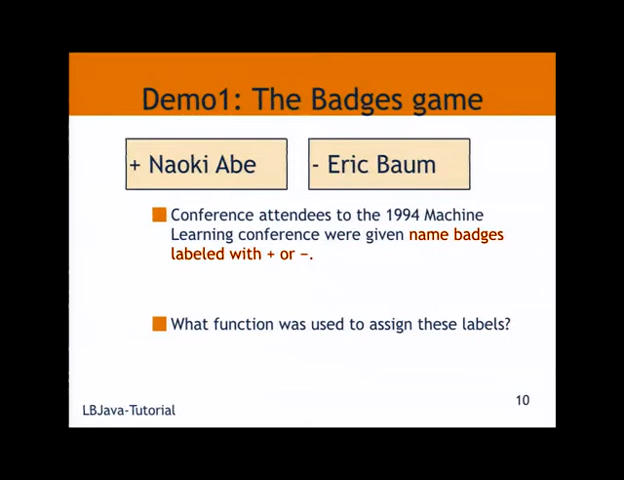 Demo1: The Badges game
+ Naoki Abe
- Eric Baum
Conference attendees to the 1994 Machine
Learning conference were given name badges
labeled with + or −.
What function was used to assign these labels?
10
LBJava-Tutorial